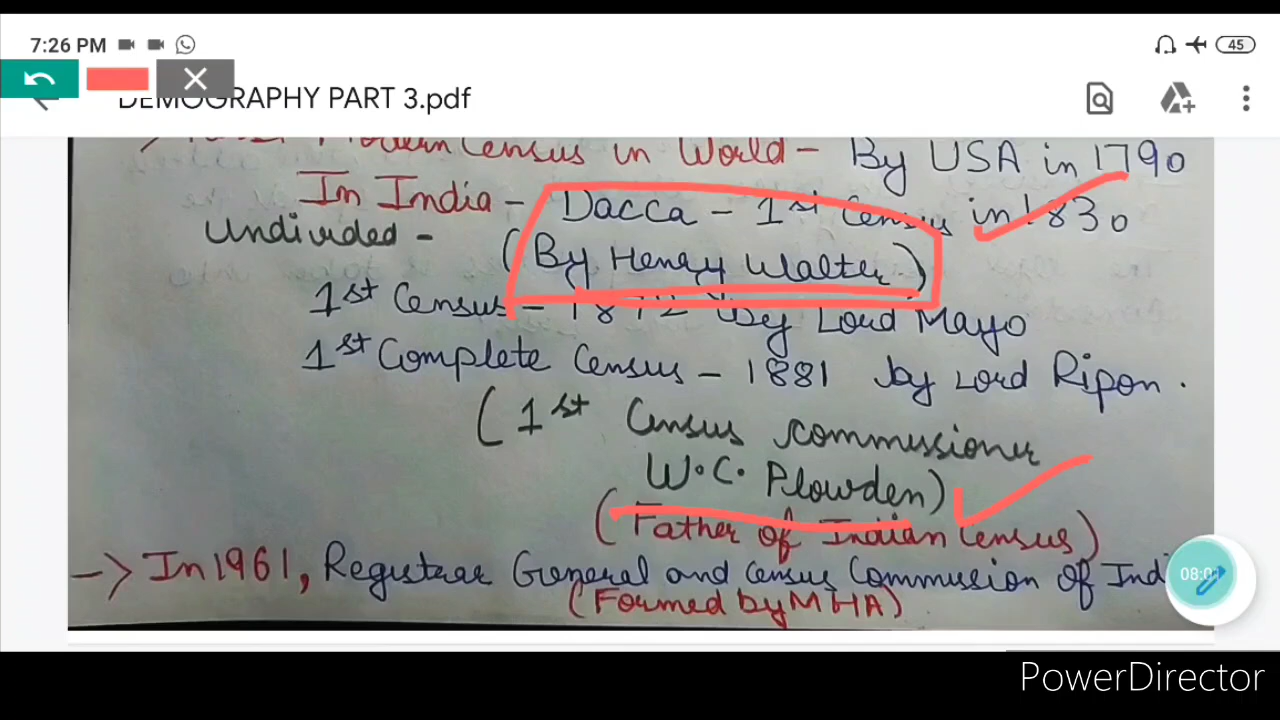 7:26 PM
45
DEMOGRAPHY PART 3.pdf
Modern Census in World - By USA in 1790
In India - Dacca - 1st Census in 1830
Undivided - (By Henry Walter)
1st Census - 1872 by Lord Mayo
1st Complete Census - 1881 by Lord Ripon.
(1st Census commissioner
W.C. Plowden)
(Father of Indian Census)
-> In 1961, Registrar General and Census Commission of Ind
(Formed by MHA)
PowerDirector